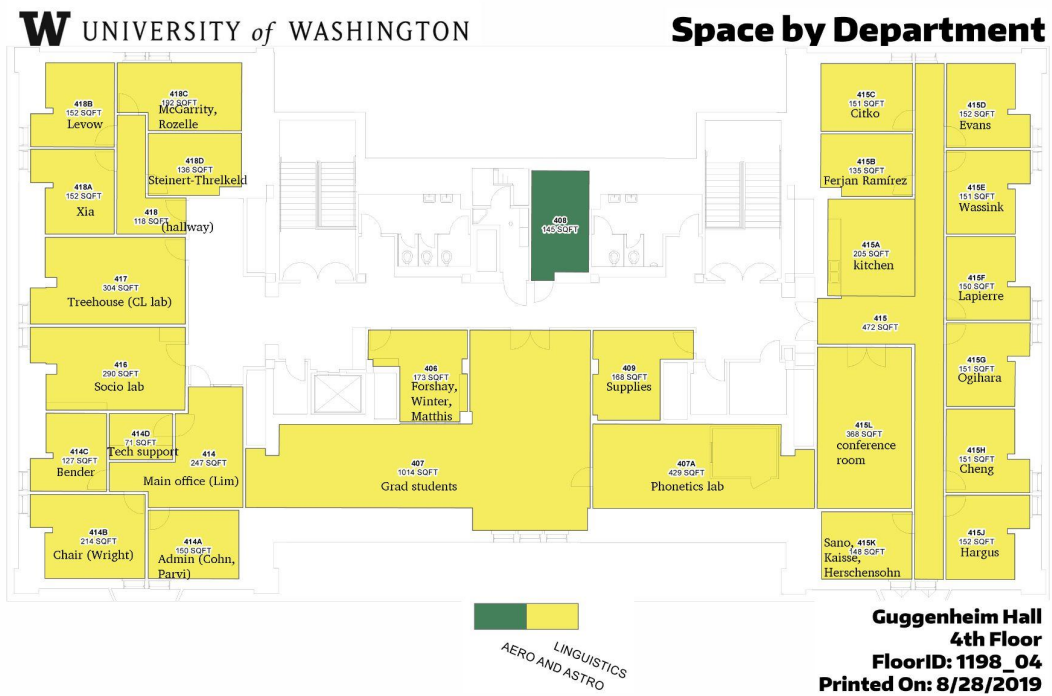 W UNIVERSITY of WASHINGTON
Space by Department
418B
152 SQFT
Levow
418C
192 SQFT
McGarrity,
Rozelle
418D
136 SQFT
Steinert-Threlkeld
418A
152 SQFT
Xia
418
118 SQFT
(hallway)
417
304 SQFT
Treehouse (CL lab)
416
290 SQFT
Socio lab
414D
71 SQFT
Tech support
414C
127 SQFT
Bender
414
247 SQFT
Main office (Lim)
414B
214 SQFT
Chair (Wright)
414A
150 SQFT
Admin (Cohn,
Parvi)
408
145 SQFT
406
173 SQFT
Forshay,
Winter,
Matthis
409
168 SQFT
Supplies
407
1014 SQFT
Grad students
407A
429 SQFT
Phonetics lab
415C
151 SQFT
Citko
415B
135 SQFT
Ferjan Ramírez
415A
205 SQFT
kitchen
415
472 SQFT
415L
368 SQFT
conference
room
415K
148 SQFT
Sano,
Kaisse,
Herschensohn
415D
152 SQFT
Evans
415E
151 SQFT
Wassink
415F
150 SQFT
Lapierre
415G
151 SQFT
Ogihara
415H
151 SQFT
Cheng
415J
152 SQFT
Hargus
LINGUISTICS
AERO AND ASTRO
Guggenheim Hall
4th Floor
FloorID: 1198_04
Printed On: 8/28/2019